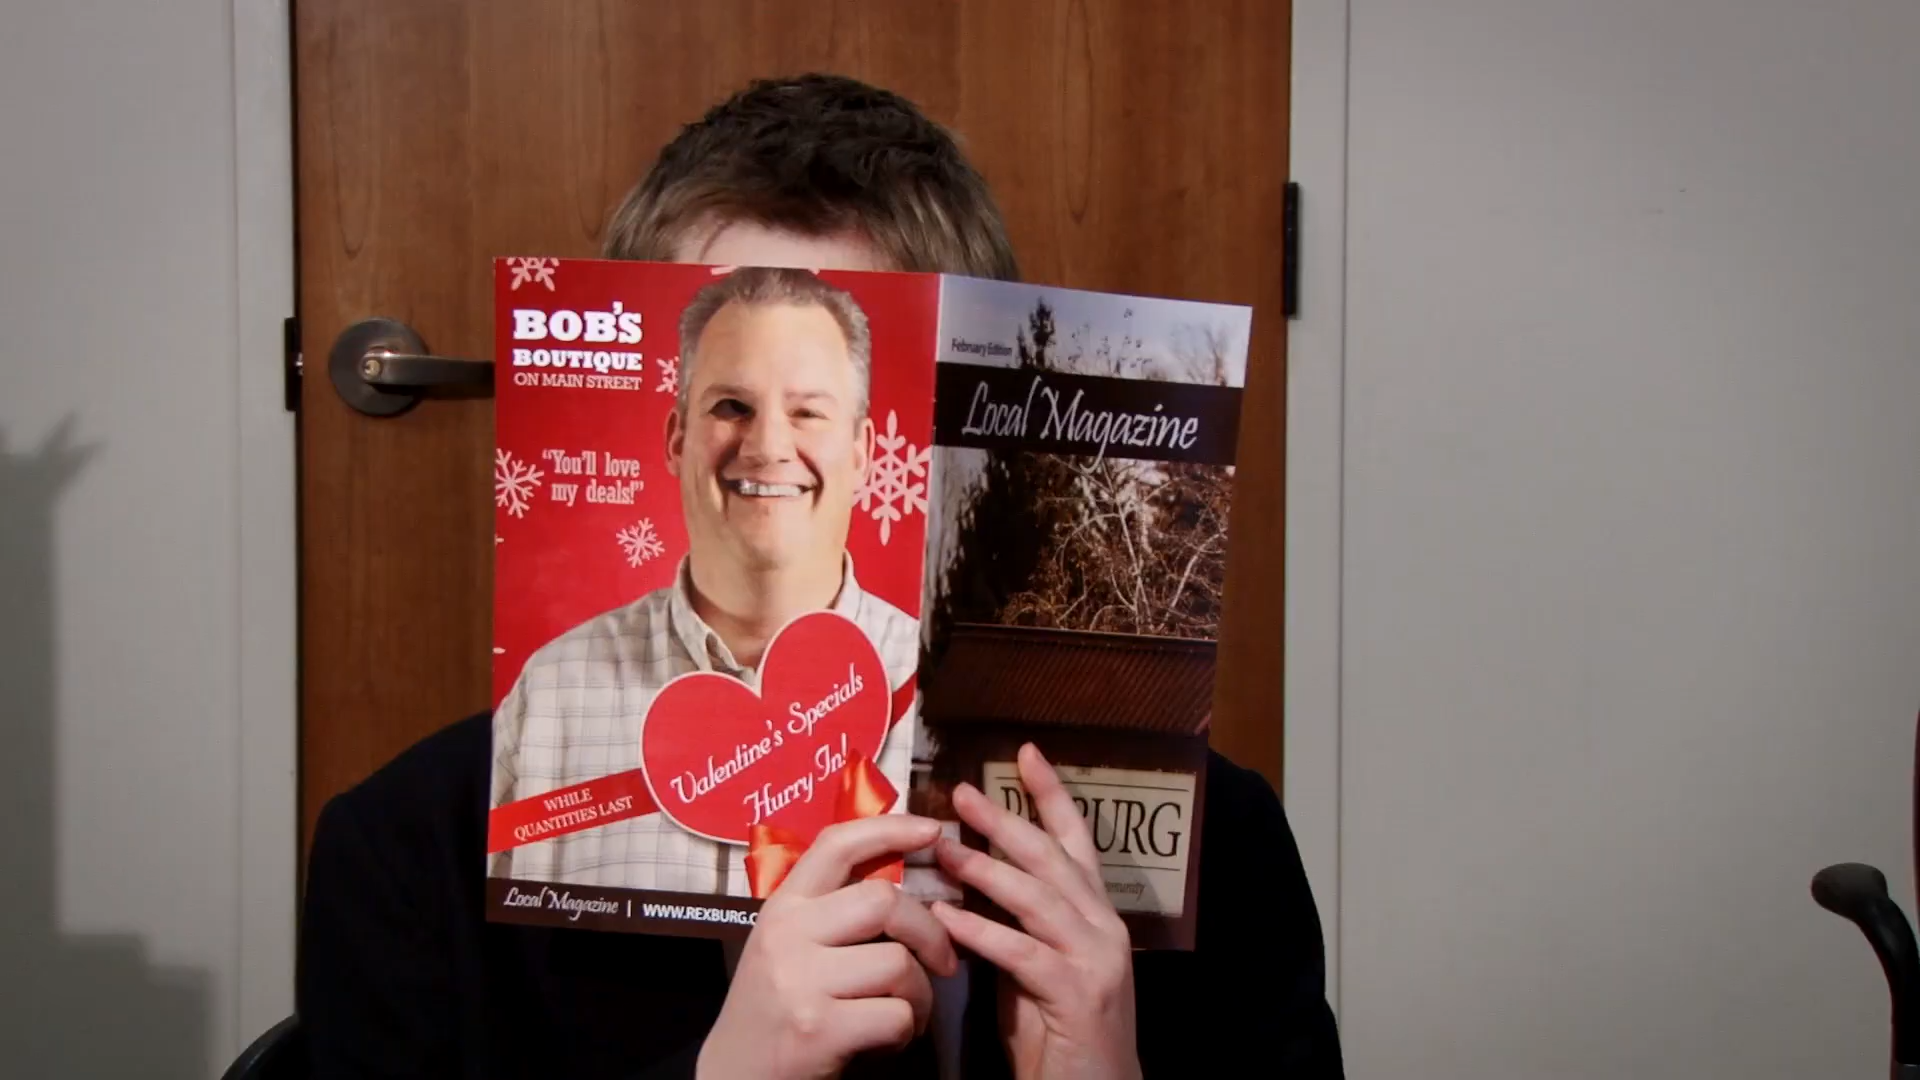 BOB'S
BOUTIQUE
ON MAIN STREET
"You'll love
my deals!"
Valentine's Specials
Hurry In!
WHILE
QUANTITIES LAST
Local Magazine | WWW.REXBURG.
February Edition
Local Magazine
REXBURG